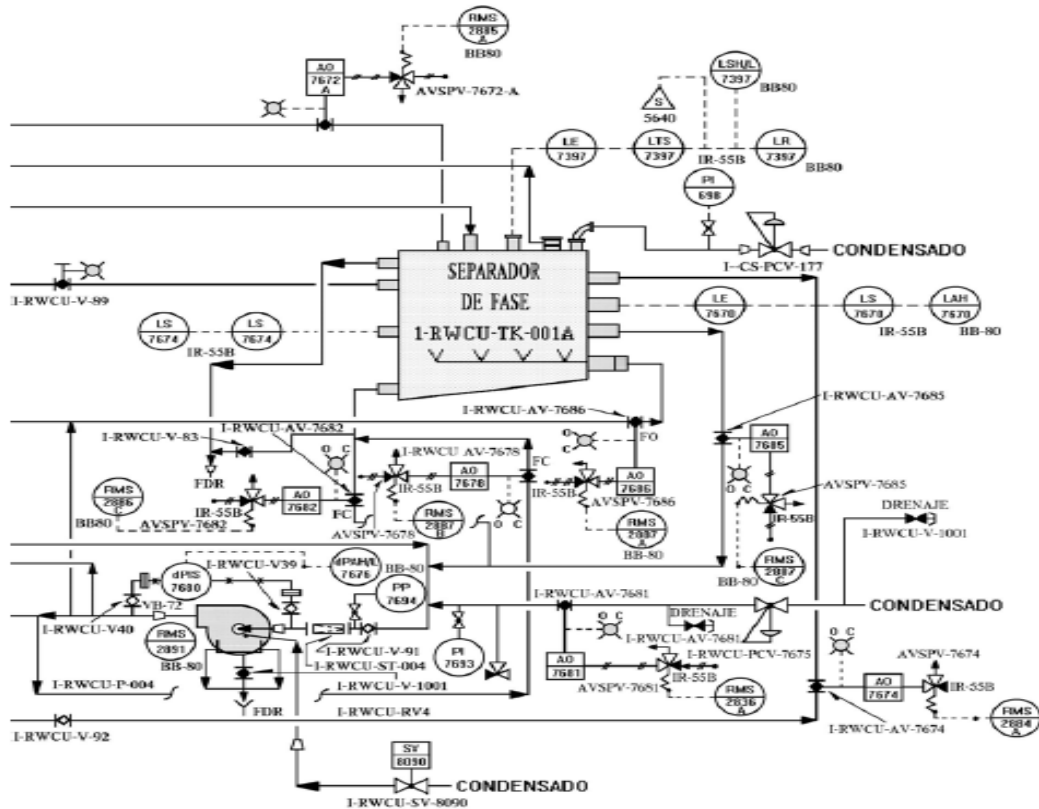 RMS
2885
A
BB80
AO
7672
A
AVSPV-7672-A
LSH/L
7397
BB80
S
5640
LE
7397
LTS
7397
IR-55B
LR
7397
BB80
PI
698
CONDENSADO
I--CS-PCV-177
SEPARADOR
DE FASE
1-RWCU-TK-001A
I-RWCU-V-89
LS
7674
LS
7674
IR-55B
LE
7670
LS
7670
IR-55B
LAH
7670
BB-80
I-RWCU-AV-7686
I-RWCU-AV-7685
I-RWCU-AV-7682
I-RWCU-V-83
O C
I-RWCU AV-7678
FC
O
C
FO
AO
7685
O C
FDR
RMS
2886
C
BB80
IR-55B
AVSPV-7682
AO
7682
FC
IR-55B
AVSPV-7678
AO
7678
RMS
2887
B
O C
IR-55B
AO
7686
AVSPV-7686
RMS
2887
A
BB-80
AVSPV-7685
IR-55B
DRENAJE
I-RWCU-V-1001
RMS
2887
C
BB-80
dPIS
7680
I-RWCU-V39
dPAH/L
7676
BB-80
PP
7694
VB-72
I-RWCU-V40
RMS
2891
BB-80
I-RWCU-V-91
I-RWCU-ST-004
I-RWCU-V-1001
I-RWCU-P-004
FDR
I-RWCU-RV4
PI
7693
I-RWCU-AV-7681
O C
DRENAJE
I-RWCU-AV-7681
I-RWCU-PCV-7675
CONDENSADO
AO
7681
AVSPV-7681
IR-55B
RMS
2836
A
O C
AVSPV-7674
AO
7674
IR-55B
RMS
2884
A
I-RWCU-AV-7674
I-RWCU-V-92
SV
8090
CONDENSADO
I-RWCU-SV-8090